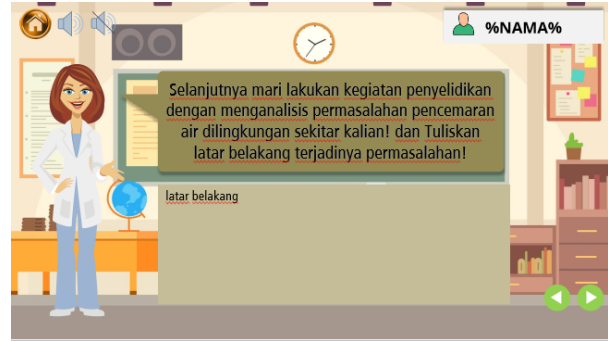 %NAMA%
Selanjutnya mari lakukan kegiatan penyelidikan
dengan menganalisis permasalahan pencemaran
air dilingkungan sekitar kalian! dan Tuliskan
latar belakang terjadinya permasalahan!
latar belakang